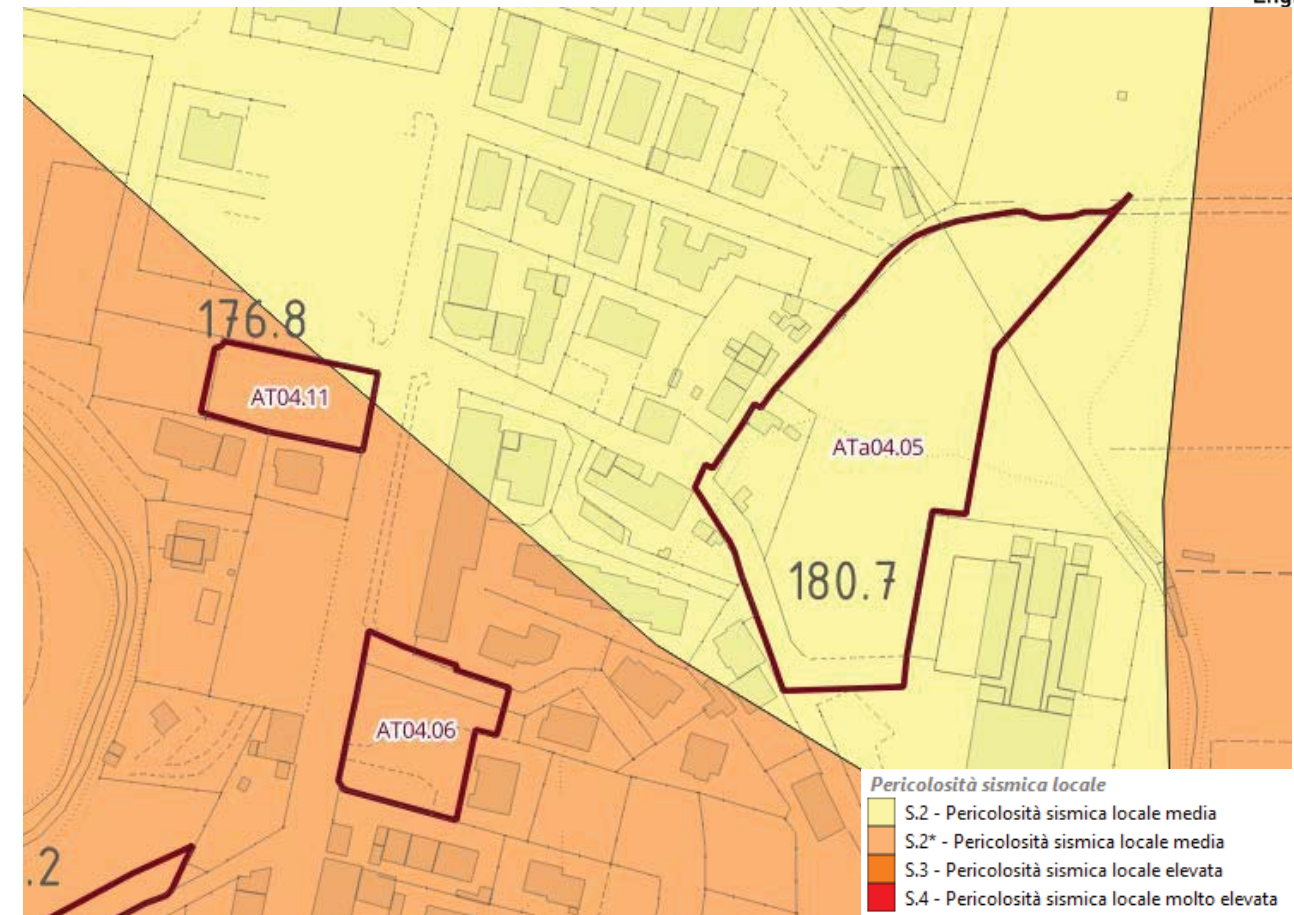 176.8
AT04.11
ATa04.05
180.7
AT04.06
.2
Pericolosità sismica locale
S.2 - Pericolosità sismica locale media
S.2* - Pericolosità sismica locale media
S.3 - Pericolosità sismica locale elevata
S.4 - Pericolosità sismica locale molto elevata